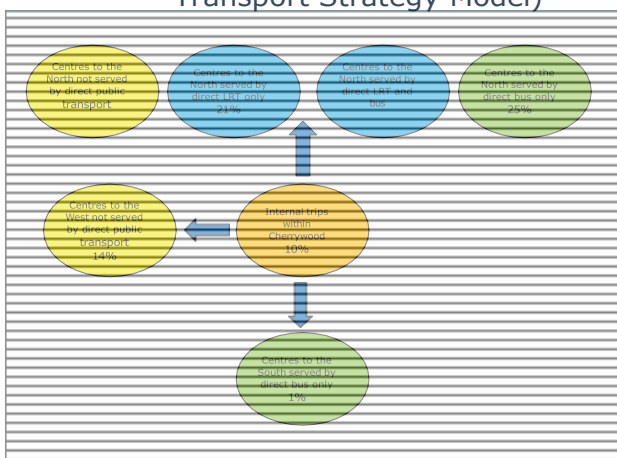 Transport Strategy Model)
Centres to the
North not served
by direct public
transport
Centres to the
North served by
direct LRT only
21%
Centres to the
North served by
direct LRT and
bus
Centres to the
North served by
direct bus only
25%
Centres to the
West not served
by direct public
transport
14%
Internal trips
within
Cherrywood
10%
Centres to the
South served by
direct bus only
1%